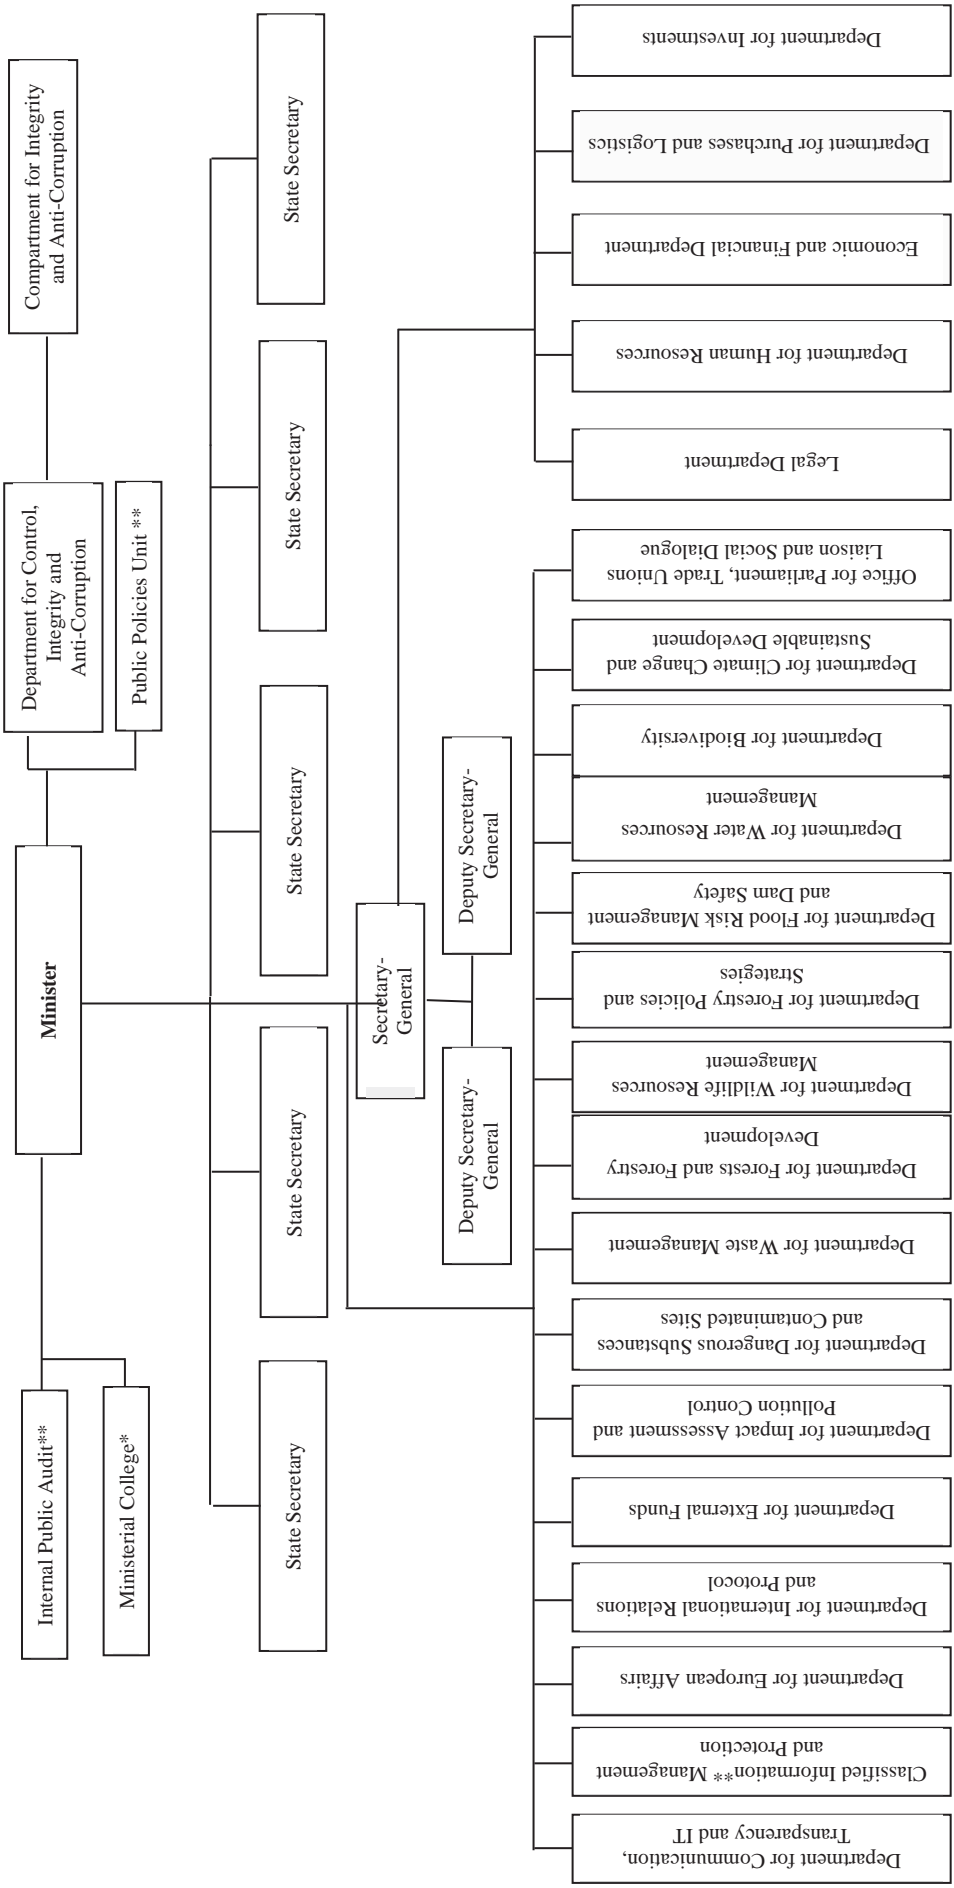 Internal Public Audit**
Ministerial College*
Minister
Department for Control,
Integrity and
Anti-Corruption
Public Policies Unit **
Compartment for Integrity
and Anti-Corruption
State Secretary
State Secretary
State Secretary
State Secretary
State Secretary
Secretary-
General
Deputy Secretary-
General
Deputy Secretary-
General
Department for Communication,
Transparency and IT
Classified Information** Management
and Protection
Department for European Affairs
Department for International Relations
and Protocol
Department for External Funds
Department for Impact Assessment and
Pollution Control
Department for Dangerous Substances
and Contaminated Sites
Department for Waste Management
Department for Forests and Forestry
Development
Department for Wildlife Resources
Management
Department for Forestry Policies and
Strategies
Department for Flood Risk Management
and Dam Safety
Department for Water Resources
Management
Department for Biodiversity
Department for Climate Change and
Sustainable Development
Office for Parliament, Trade Unions
Liaison and Social Dialogue
Legal Department
Department for Human Resources
Economic and Financial Department
Department for Purchases and Logistics
Department for Investments